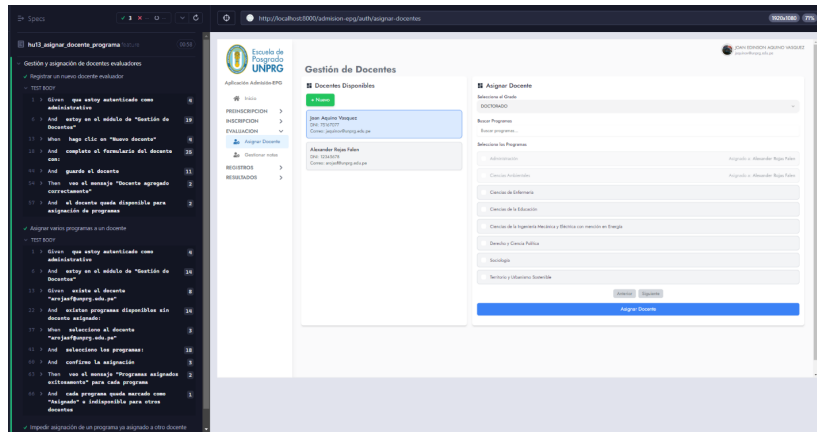 Specs
3
http://localhost:8000/admision-epg/auth/asignar-docentes
1920x1080
77%
hu13_asignar_docente_programa.feature
Gestión y asignación de docentes evaluadores
Registrar un nuevo docente evaluador
TEST BODY
Given que estoy autenticado como administrativo
And estoy en el módulo de "Gestión de Docentes"
When hago clic en "Nuevo docente"
And completo el formulario del docente con:
And guardo el docente
Then veo el mensaje "Docente agregado correctamente"
And el docente queda disponible para asignación de programas
Asignar varios programas a un docente
TEST BODY
Given que estoy autenticado como administrativo
And estoy en el módulo de "Gestión de Docentes"
Given existe el docente "arojasf@unprg.edu.pe"
And existen programas disponibles sin docente asignado:
When selecciono al docente "arojasf@unprg.edu.pe"
And selecciono los programas:
And confirmo la asignación
Then veo el mensaje "Programas asignados exitosamente" para cada programa
And cada programa queda marcado como "Asignado" e indisponible para otros docentes
Impedir asignación de un programa ya asignado a otro docente
Escuela de
Posgrado
UNPRG
Aplicación Admisión-EPG
Inicio
PREINSCRIPCION
INSCRIPCION
EVALUACION
Asignar Docente
Gestionar notas
REGISTROS
RESULTADOS
Gestión de Docentes
Docentes Disponibles
+ Nuevo
Joan Aquino Vasquez
Alexander Rojas Falen
Asignar Docente
Selecciona el Grado
DOCTORADO
Buscar Programas
Buscar programas...
Selecciona los Programas
Administración
Asignado a: Alexander Rojas Falen
Ciencias Ambientales
Asignado a: Alexander Rojas Falen
Ciencias de Enfermería
Ciencias de la Educación
Ciencias de la Ingeniería Mecánica y Eléctrica con mención en Energía
Derecho y Ciencia Política
Sociología
Territorio y Urbanismo Sostenible
Anterior
Siguiente
Asignar Docente
JOAN EDINSON AQUINO VASQUEZ